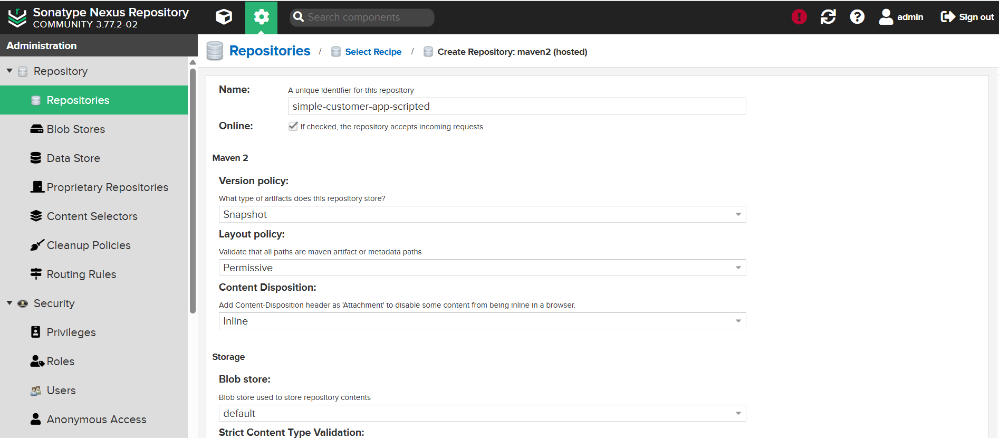 Sonatype Nexus Repository
COMMUNITY 3.77.2-02
Search components
admin
Sign out
Administration
Repository
Repositories
Blob Stores
Data Store
Proprietary Repositories
Content Selectors
Cleanup Policies
Routing Rules
Security
Privileges
Roles
Users
Anonymous Access
Repositories / Select Recipe / Create Repository: maven2 (hosted)
Name: A unique identifier for this repository
simple-customer-app-scripted
Online: If checked, the repository accepts incoming requests
Maven 2
Version policy:
What type of artifacts does this repository store?
Snapshot
Layout policy:
Validate that all paths are maven artifact or metadata paths
Permissive
Content Disposition:
Add Content-Disposition header as 'Attachment' to disable some content from being inline in a browser.
Inline
Storage
Blob store:
Blob store used to store repository contents
default
Strict Content Type Validation: